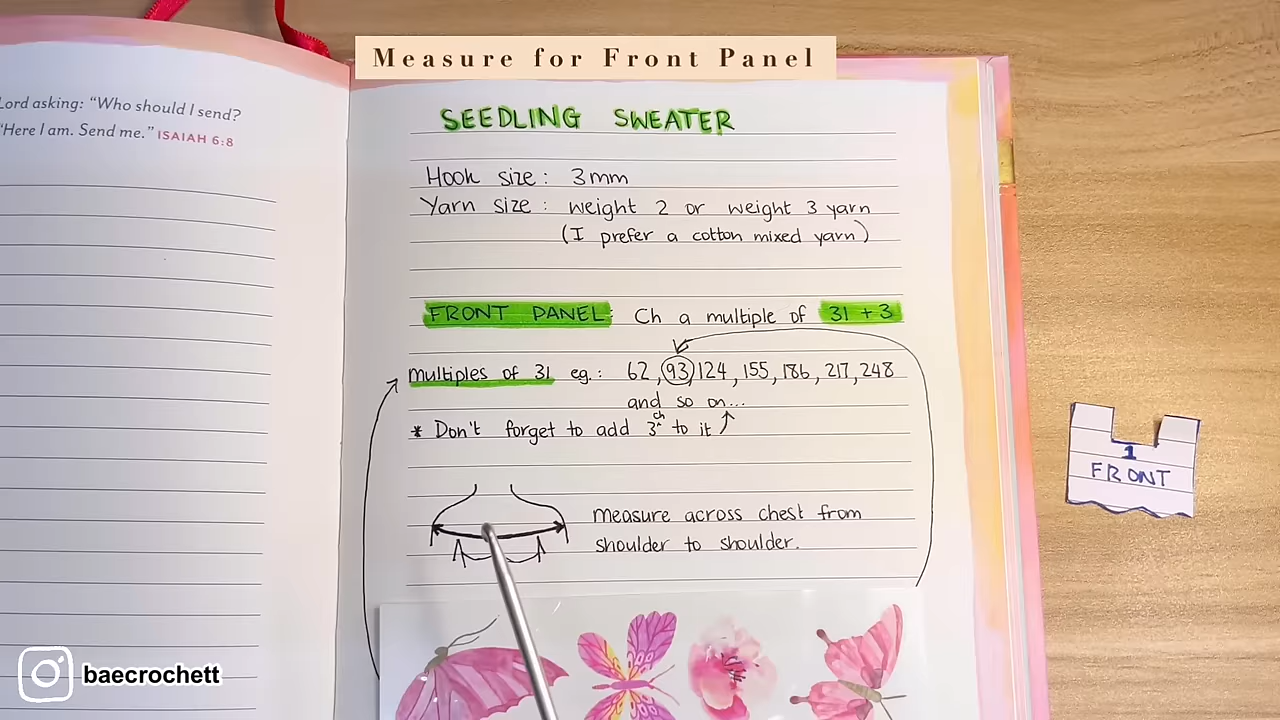 Measure for Front Panel
Lord asking: "Who should I send?
"Here I am. Send me." ISAIAH 6:8
SEEDLING SWEATER
Hook size: 3mm
Yarn size: weight 2 or weight 3 yarn
(I prefer a cotton mixed yarn)
FRONT PANEL: Ch a multiple of 31 + 3
multiples of 31 eg.: 62, 93, 124, 155, 186, 217, 248
and so on...
* Don't forget to add 3 ch to it
measure across chest from
shoulder to shoulder.
1
FRONT
baecrochett